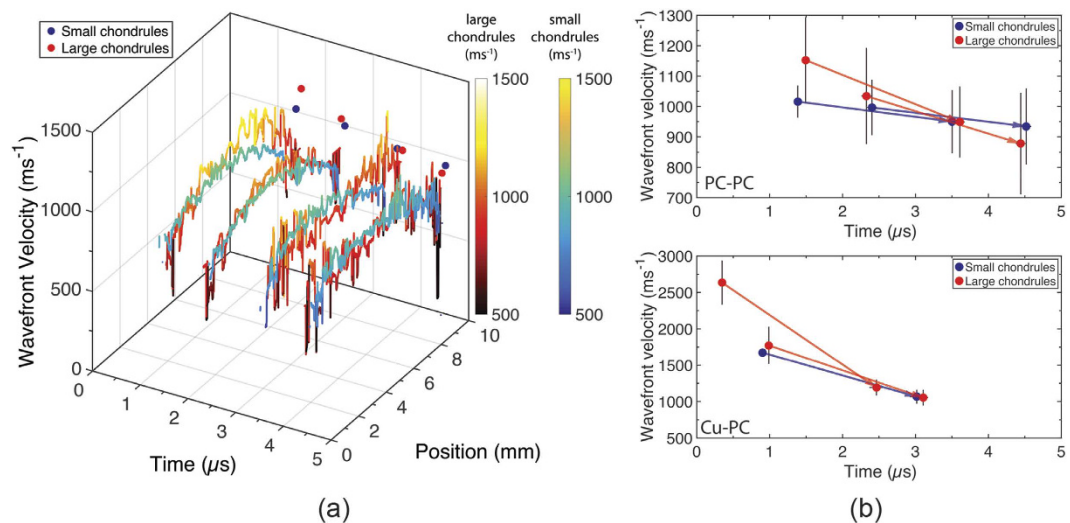 Small chondrules
Large chondrules
large
chondrules
(ms⁻¹)
small
chondrules
(ms⁻¹)
1500
1000
500
1500
1000
500
Wavefront Velocity (ms⁻¹)
1500
1000
500
0
0
1
2
3
4
5
Time (µs)
0
2
4
6
8
10
Position (mm)
(a)
Wavefront velocity (ms⁻¹)
1300
1200
1100
1000
900
800
700
Small chondrules
Large chondrules
PC-PC
0 1 2 3 4 5
Time (µs)
Wavefront velocity (ms⁻¹)
3000
2500
2000
1500
1000
500
Small chondrules
Large chondrules
Cu-PC
0 1 2 3 4 5
Time (µs)
(b)